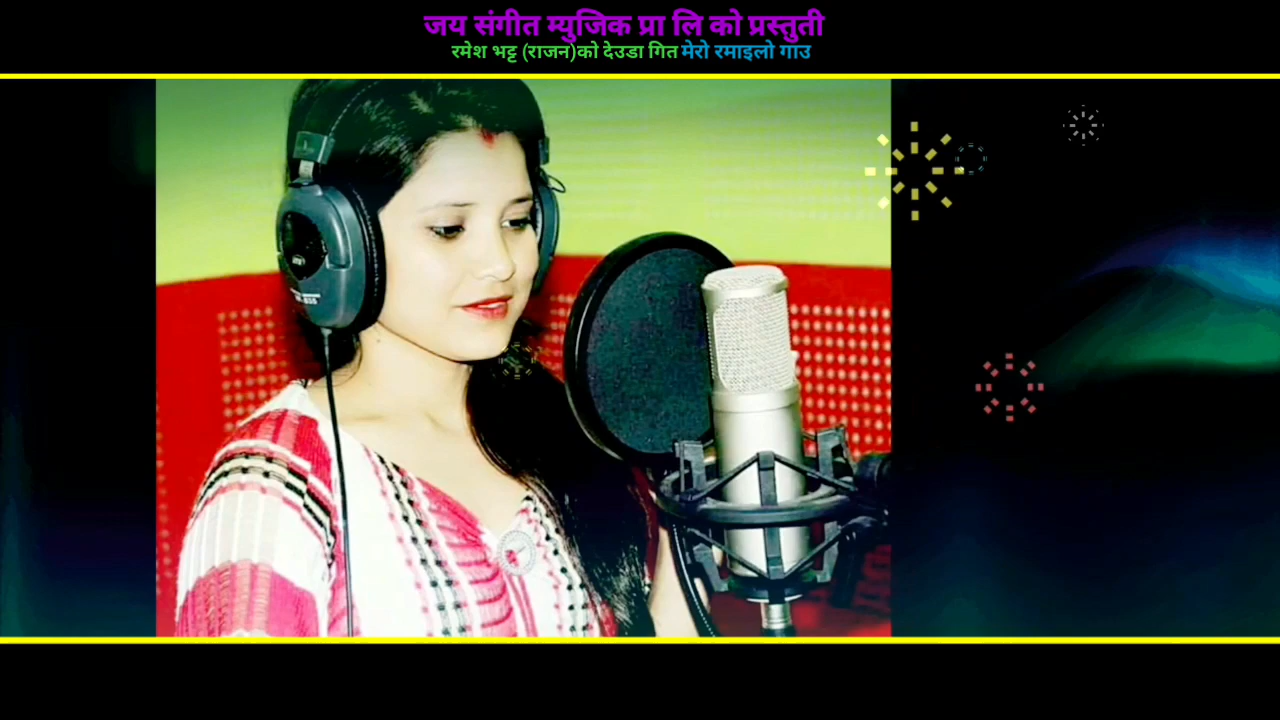 जय संगीत म्युजिक प्रा लि को प्रस्तुती
रमेश भट्ट (राजन)को देउडा गित मेरो रमाइलो गाउ